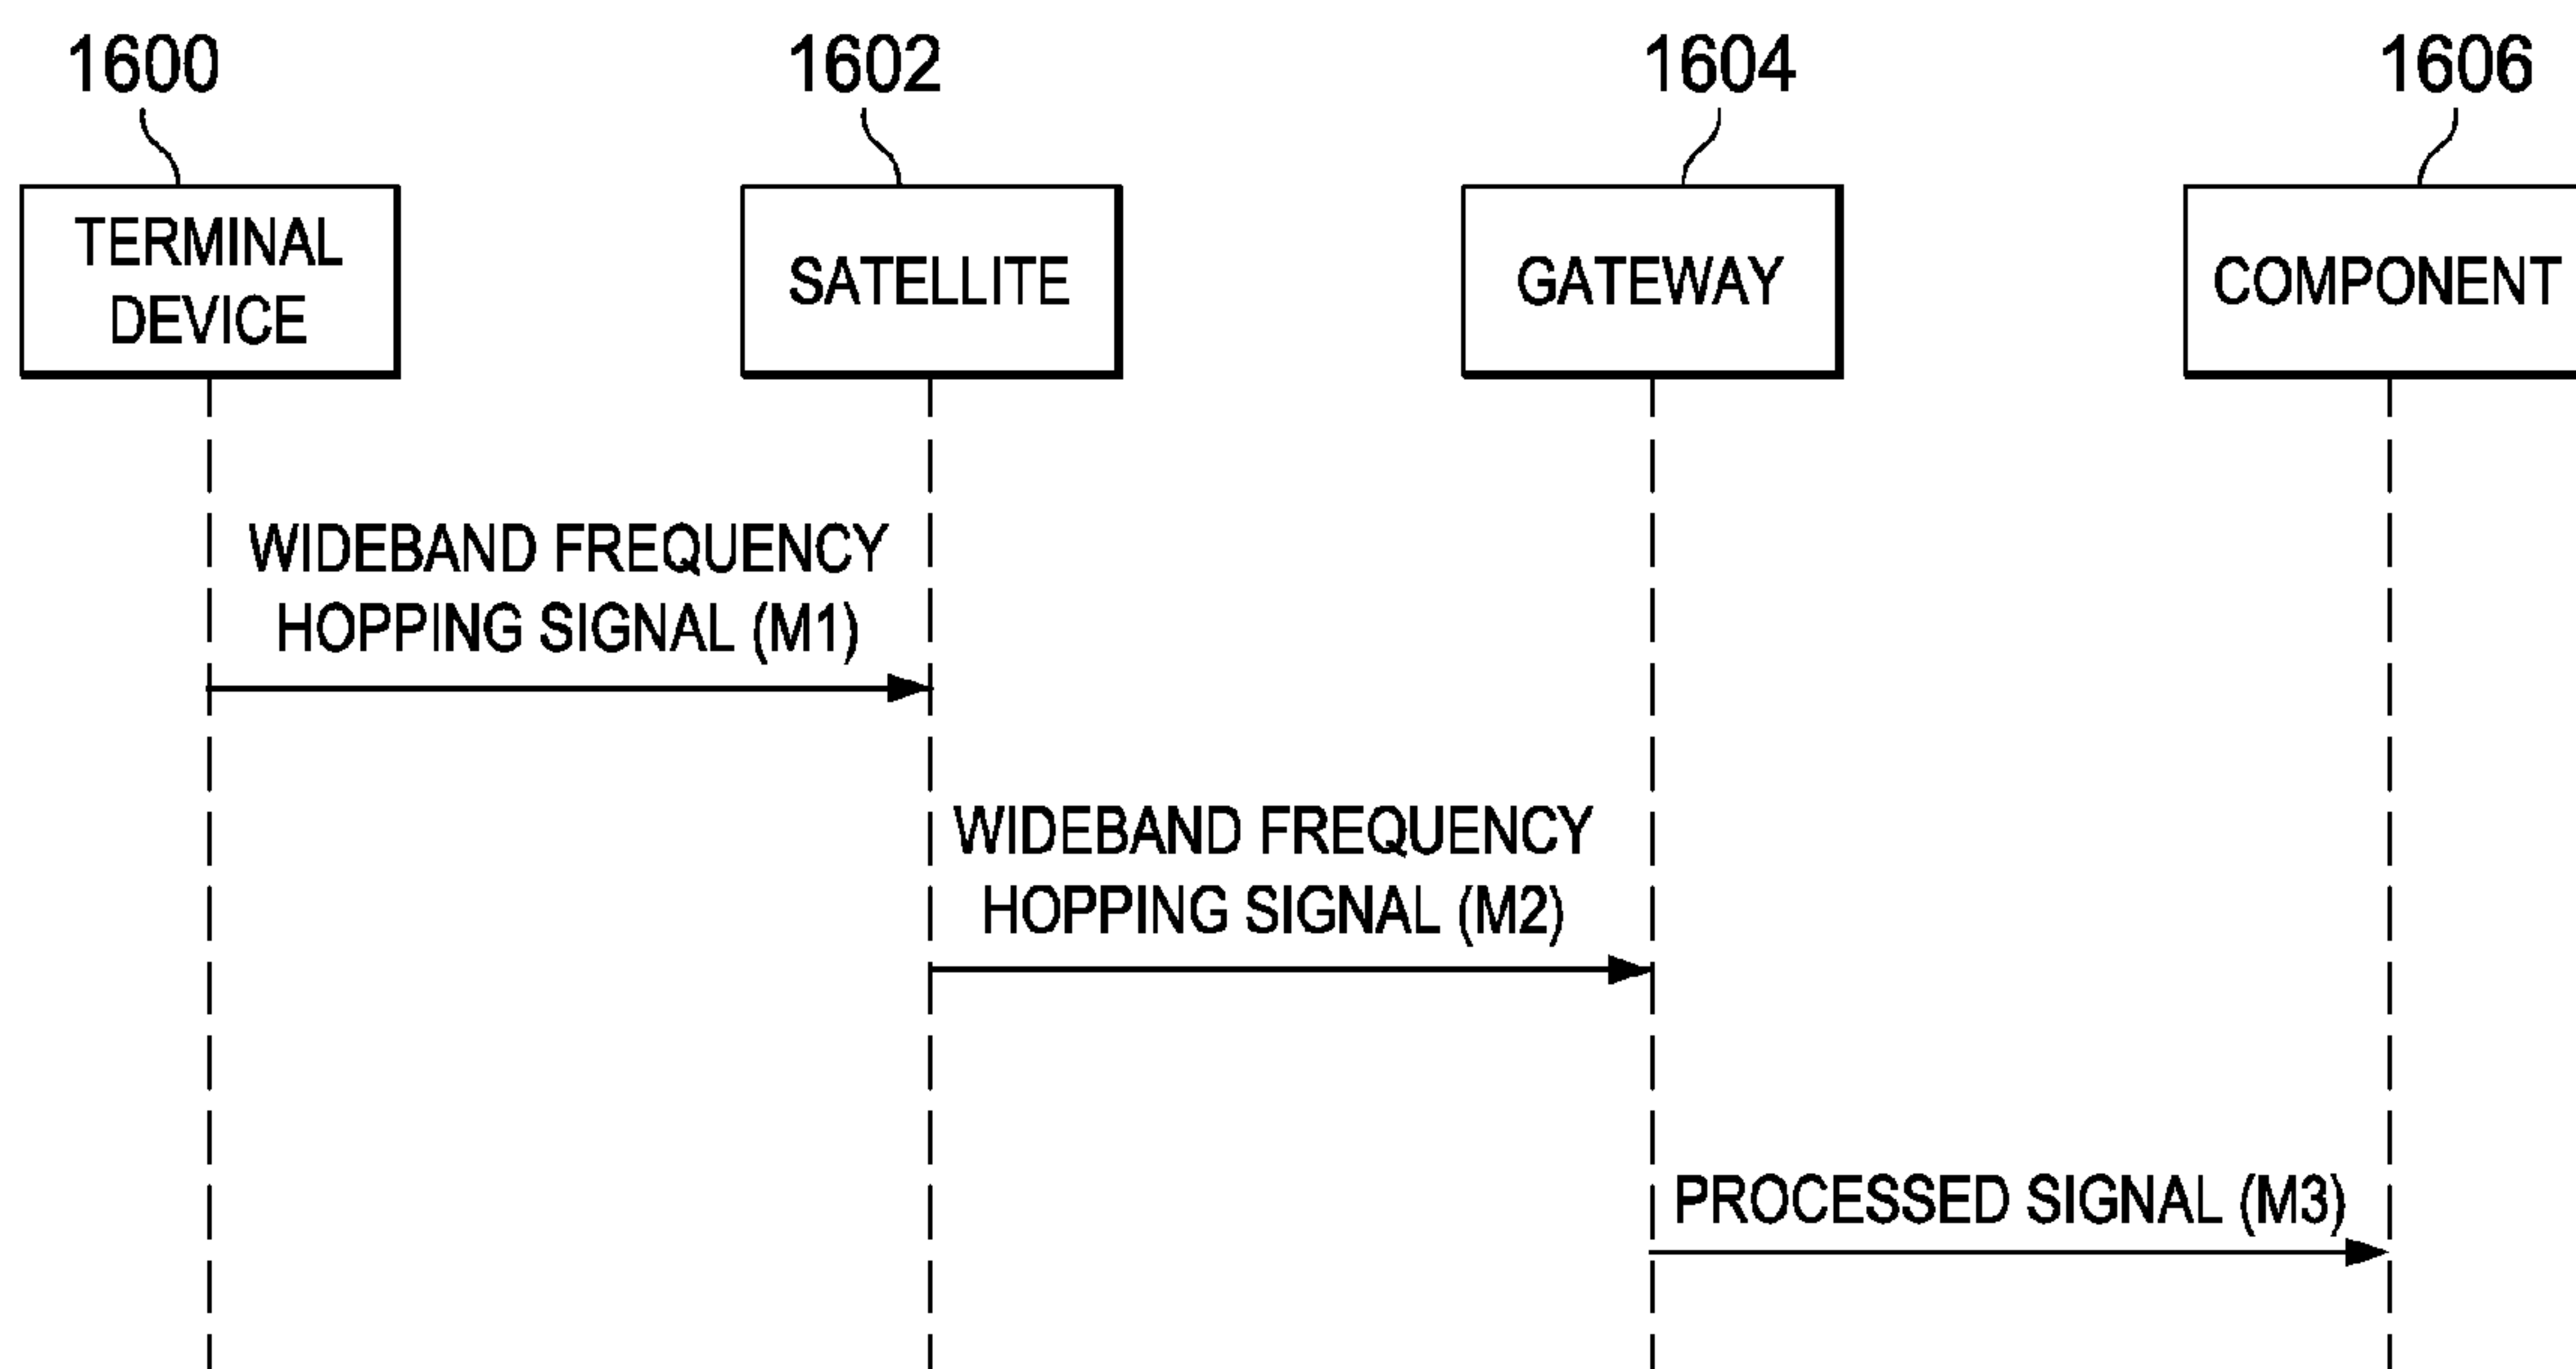 1600
1602
1604
1606
TERMINAL
DEVICE
SATELLITE
GATEWAY
COMPONENT
WIDEBAND FREQUENCY
HOPPING SIGNAL (M1)
WIDEBAND FREQUENCY
HOPPING SIGNAL (M2)
PROCESSED SIGNAL (M3)